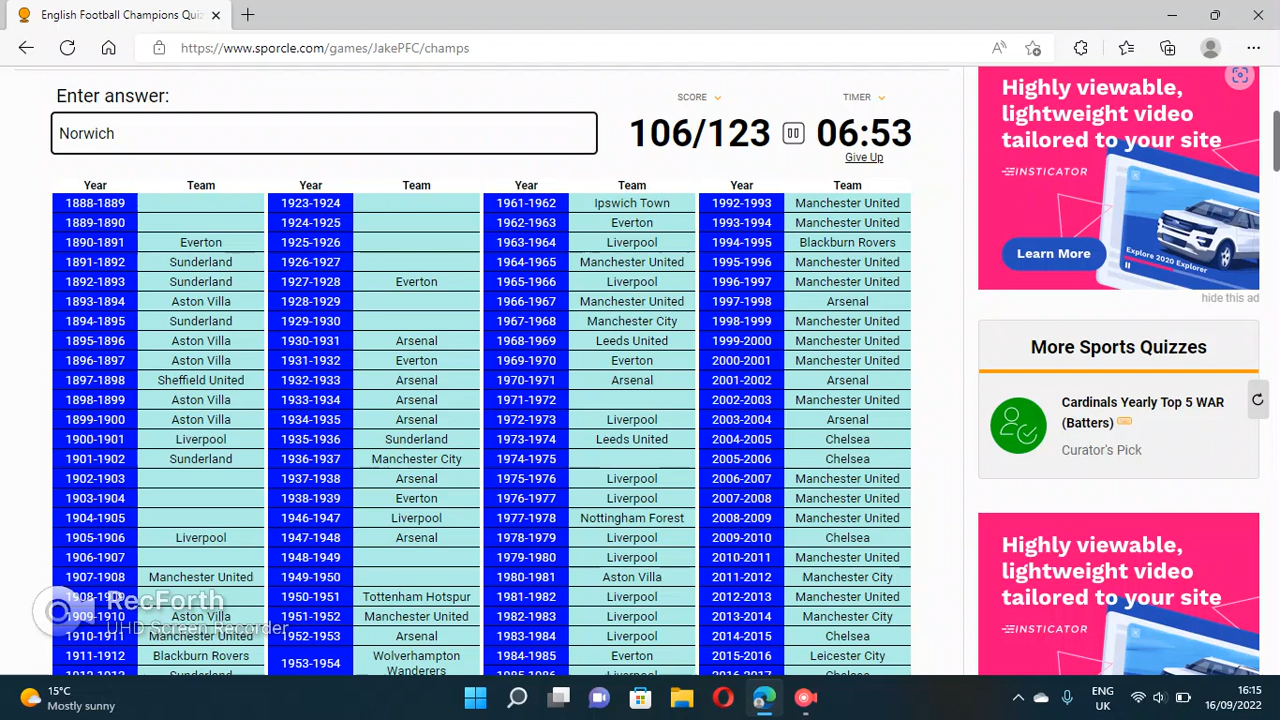 English Football Champions Quiz
https://www.sporcle.com/games/JakePFC/champs
Enter answer:
Norwich
SCORE
106/123
TIMER
06:53
Give Up
Year Team Year Team Year Team Year Team
1888-1889 1923-1924 1961-1962 Ipswich Town 1992-1993 Manchester United
1889-1890 1924-1925 1962-1963 Everton 1993-1994 Manchester United
1890-1891 Everton 1925-1926 1963-1964 Liverpool 1994-1995 Blackburn Rovers
1891-1892 Sunderland 1926-1927 1964-1965 Manchester United 1995-1996 Manchester United
1892-1893 Sunderland 1927-1928 Everton 1965-1966 Liverpool 1996-1997 Manchester United
1893-1894 Aston Villa 1928-1929 1966-1967 Manchester United 1997-1998 Arsenal
1894-1895 Sunderland 1929-1930 1967-1968 Manchester City 1998-1999 Manchester United
1895-1896 Aston Villa 1930-1931 Arsenal 1968-1969 Leeds United 1999-2000 Manchester United
1896-1897 Aston Villa 1931-1932 Everton 1969-1970 Everton 2000-2001 Manchester United
1897-1898 Sheffield United 1932-1933 Arsenal 1970-1971 Arsenal 2001-2002 Arsenal
1898-1899 Aston Villa 1933-1934 Arsenal 1971-1972 2002-2003 Manchester United
1899-1900 Aston Villa 1934-1935 Arsenal 1972-1973 Liverpool 2003-2004 Arsenal
1900-1901 Liverpool 1935-1936 Sunderland 1973-1974 Leeds United 2004-2005 Chelsea
1901-1902 Sunderland 1936-1937 Manchester City 1974-1975 2005-2006 Chelsea
1902-1903 1937-1938 Arsenal 1975-1976 Liverpool 2006-2007 Manchester United
1903-1904 1938-1939 Everton 1976-1977 Liverpool 2007-2008 Manchester United
1904-1905 1946-1947 Liverpool 1977-1978 Nottingham Forest 2008-2009 Manchester United
1905-1906 Liverpool 1947-1948 Arsenal 1978-1979 Liverpool 2009-2010 Chelsea
1906-1907 1948-1949 1979-1980 Liverpool 2010-2011 Manchester United
1907-1908 Manchester United 1949-1950 1980-1981 Aston Villa 2011-2012 Manchester City
1908-1909 1950-1951 Tottenham Hotspur 1981-1982 Liverpool 2012-2013 Manchester United
1909-1910 Aston Villa 1951-1952 Manchester United 1982-1983 Liverpool 2013-2014 Manchester City
1910-1911 Manchester United 1952-1953 Arsenal 1983-1984 Liverpool 2014-2015 Chelsea
1911-1912 Blackburn Rovers 1953-1954 Wolverhampton Wanderers 1984-1985 Everton 2015-2016 Leicester City
1912-1913 Sunderland 1985-1986 Liverpool 2016-2017 Chelsea
RecForth
UHD Screen Recorder
Highly viewable,
lightweight video
tailored to your site
INSTICATOR
Learn More
Explore 2020 Explorer
hide this ad
More Sports Quizzes
Cardinals Yearly Top 5 WAR
(Batters)
Curator's Pick
Highly viewable,
lightweight video
tailored to your site
INSTICATOR
15°C
Mostly sunny
ENG
UK
16:15
16/09/2022